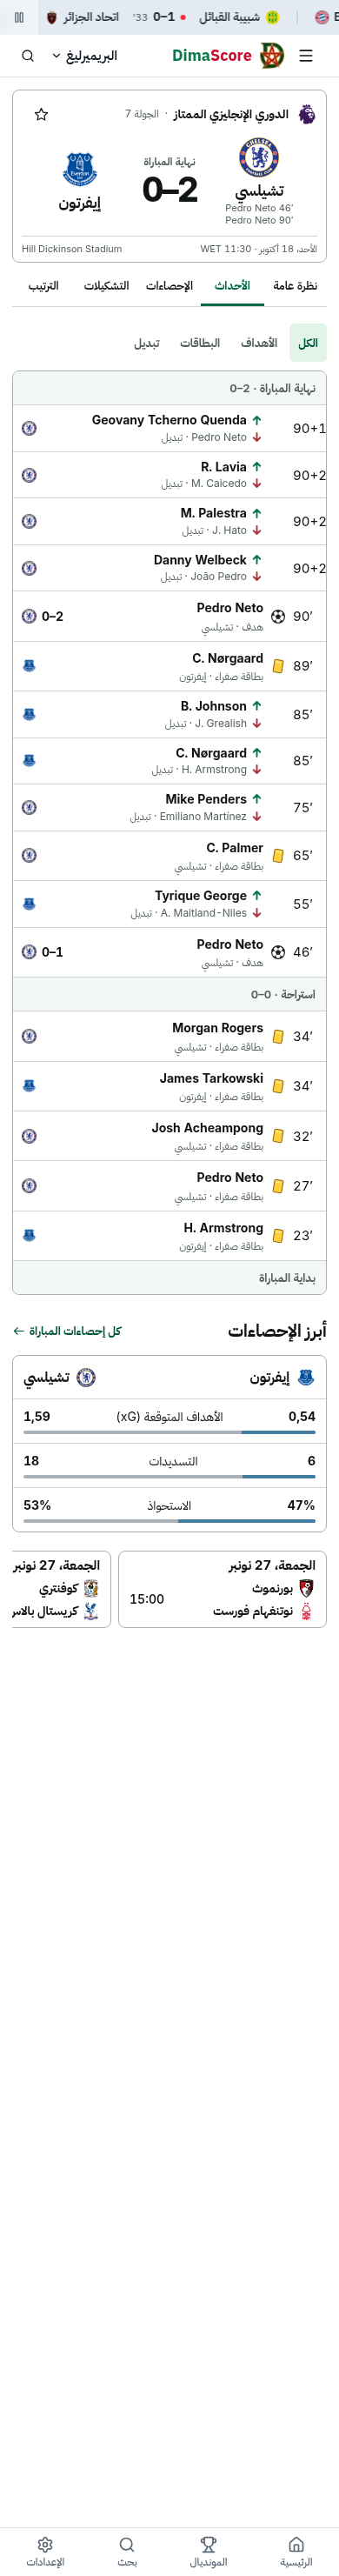 شبيبة القبائل 1–0 33′ اتحاد الجزائر
DimaScore البريميرليغ
الدوري الإنجليزي الممتاز · الجولة 7
تشيلسي
نهاية المباراة
2–0
إيفرتون
Pedro Neto 46′
Pedro Neto 90′
الأحد، 18 أكتوبر · 11:30 WET Hill Dickinson Stadium
نظرة عامة الأحداث الإحصاءات التشكيلات الترتيب
الكل الأهداف البطاقات تبديل
نهاية المباراة · 2–0
90+1 Geovany Tcherno Quenda
Pedro Neto · تبديل
90+2 R. Lavia
M. Caicedo · تبديل
90+2 M. Palestra
J. Hato · تبديل
90+2 Danny Welbeck
João Pedro · تبديل
90′ Pedro Neto 2–0
هدف · تشيلسي
89′ C. Nørgaard
بطاقة صفراء · إيفرتون
85′ B. Johnson
J. Grealish · تبديل
85′ C. Nørgaard
H. Armstrong · تبديل
75′ Mike Penders
Emiliano Martínez · تبديل
65′ C. Palmer
بطاقة صفراء · تشيلسي
55′ Tyrique George
A. Maitland-Niles · تبديل
46′ Pedro Neto 1–0
هدف · تشيلسي
استراحة · 0–0
34′ Morgan Rogers
بطاقة صفراء · تشيلسي
34′ James Tarkowski
بطاقة صفراء · إيفرتون
32′ Josh Acheampong
بطاقة صفراء · تشيلسي
27′ Pedro Neto
بطاقة صفراء · تشيلسي
23′ H. Armstrong
بطاقة صفراء · إيفرتون
بداية المباراة
أبرز الإحصاءات كل إحصاءات المباراة
إيفرتون تشيلسي
0,54 الأهداف المتوقعة (xG) 1,59
6 التسديدات 18
47% الاستحواذ 53%
الجمعة، 27 نونبر
بورنموث
15:00
نوتنغهام فورست
الجمعة، 27 نونبر
كوفنتري
كريستال بالاس
الرئيسية المونديال بحث الإعدادات